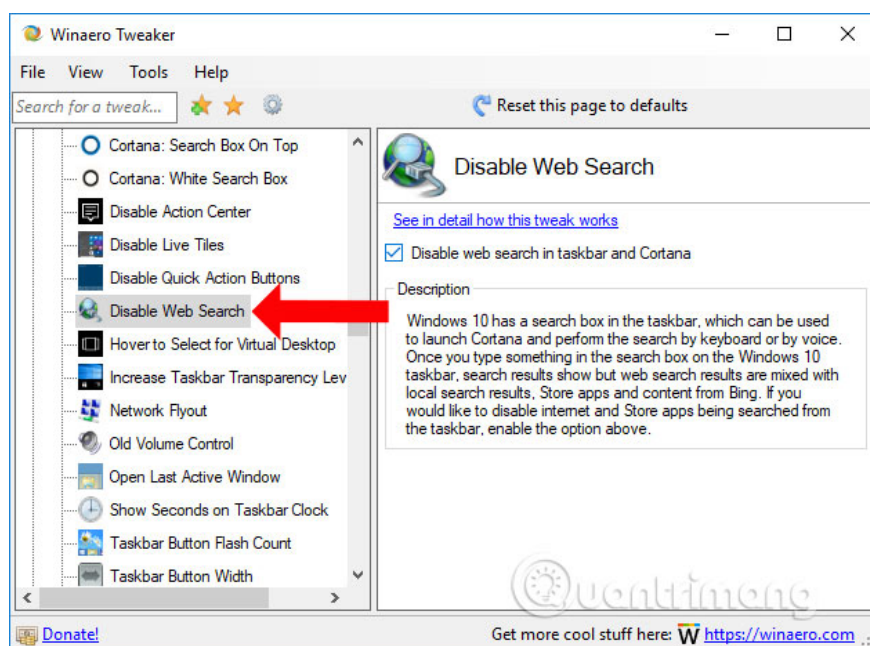 Winaero Tweaker
File View Tools Help
Search for a tweak...
Reset this page to defaults
Cortana: Search Box On Top
Cortana: White Search Box
Disable Action Center
Disable Live Tiles
Disable Quick Action Buttons
Disable Web Search
Hover to Select for Virtual Desktop
Increase Taskbar Transparency Lev
Network Flyout
Old Volume Control
Open Last Active Window
Show Seconds on Taskbar Clock
Taskbar Button Flash Count
Taskbar Button Width
Disable Web Search
See in detail how this tweak works
Disable web search in taskbar and Cortana
Description
Windows 10 has a search box in the taskbar, which can be used
to launch Cortana and perform the search by keyboard or by voice.
Once you type something in the search box on the Windows 10
taskbar, search results show but web search results are mixed with
local search results, Store apps and content from Bing. If you
would like to disable internet and Store apps being searched from
the taskbar, enable the option above.
Quantrimang
Donate!
Get more cool stuff here: W https://winaero.com